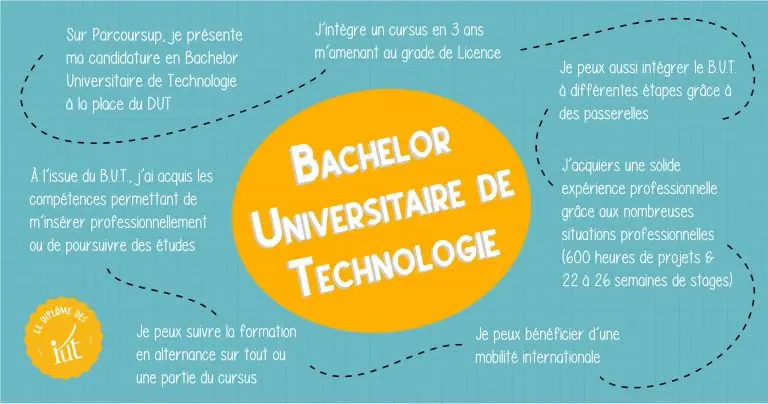 Sur Parcoursup, je présente
ma candidature en Bachelor
Universitaire de Technologie
à la place du DUT
J'intègre un cursus en 3 ans
m'amenant au grade de Licence
Je peux aussi intégrer le B.U.T.
à différentes étapes grâce à
des passerelles
J'acquiers une solide
expérience professionnelle
grâce aux nombreuses
situations professionnelles
(600 heures de projets &
22 à 26 semaines de stages)
Je peux bénéficier d'une
mobilité internationale
Je peux suivre la formation
en alternance sur tout ou
une partie du cursus
À l'issue du B.U.T., j'ai acquis les
compétences permettant de
m'insérer professionnellement
ou de poursuivre des études
BACHELOR
UNIVERSITAIRE DE
TECHNOLOGIE
LE DIPLÔME DES
iut